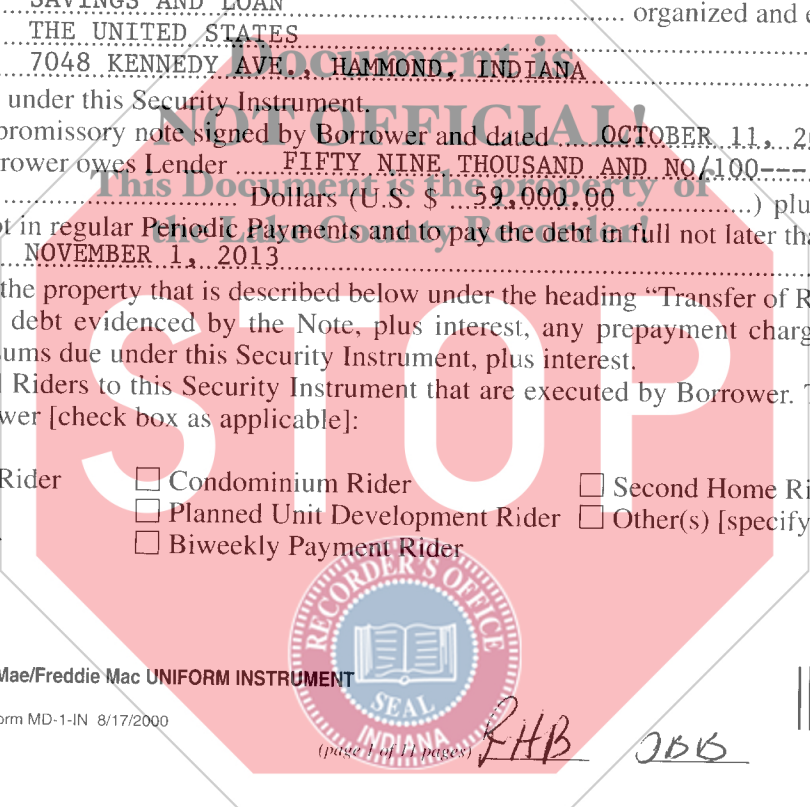 SAVINGS AND LOAN
organized and e
THE UNITED STATES
7048 KENNEDY AVE., HAMMOND, INDIANA
Document is
under this Security Instrument.
NOT OFFICIAL!
promissory note signed by Borrower and dated OCTOBER 11, 2
rower owes Lender FIFTY NINE THOUSAND AND NO/100---
This Document is the property of
Dollars (U.S. $ 59,000.00) plu
ot in regular Periodic Payments and to pay the debt in full not later tha
the Lake County Recorder!
NOVEMBER 1, 2013
the property that is described below under the heading “Transfer of R
debt evidenced by the Note, plus interest, any prepayment charg
ums due under this Security Instrument, plus interest.
Riders to this Security Instrument that are executed by Borrower. T
wer [check box as applicable]:
STOP
Rider ☐ Condominium Rider ☐ Second Home Ri
☐ Planned Unit Development Rider ☐ Other(s) [specify
☐ Biweekly Payment Rider
RECORDER'S OFFICE
SEAL
INDIANA
Mae/Freddie Mac UNIFORM INSTRUMENT
orm MD-1-IN 8/17/2000
(page 1 of 11 pages) RHB JBB